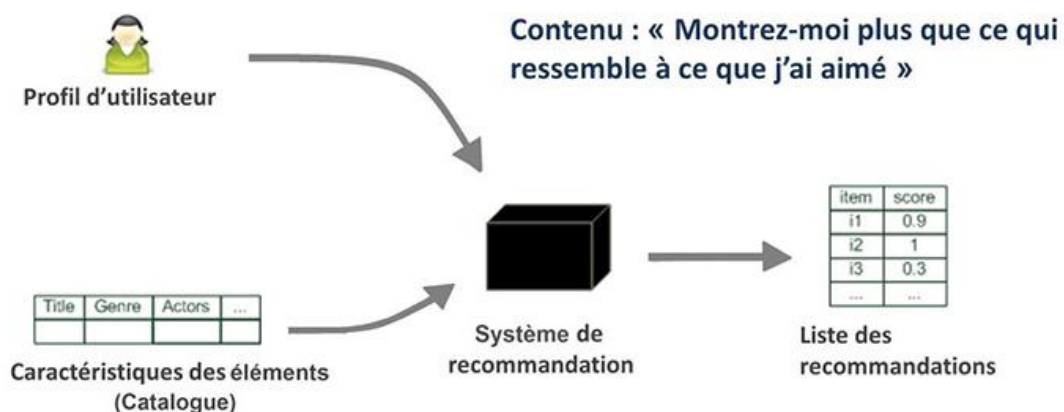 Contenu : « Montrez-moi plus que ce qui
ressemble à ce que j'ai aimé »
Profil d'utilisateur
item score
i1 0.9
i2 1
i3 0.3
... ...
Title Genre Actors ...
Système de
recommandation
Liste des
recommandations
Caractéristiques des éléments
(Catalogue)